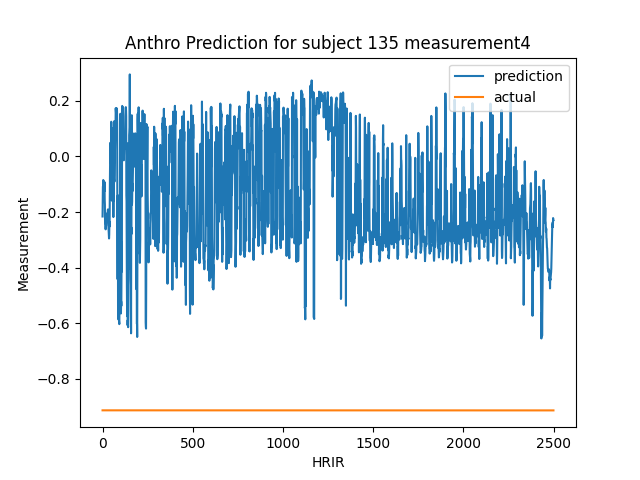 Anthro Prediction for subject 135 measurement4
prediction
actual
Measurement
0.2
0.0
−0.2
−0.4
−0.6
−0.8
0
500
1000
1500
2000
2500
HRIR